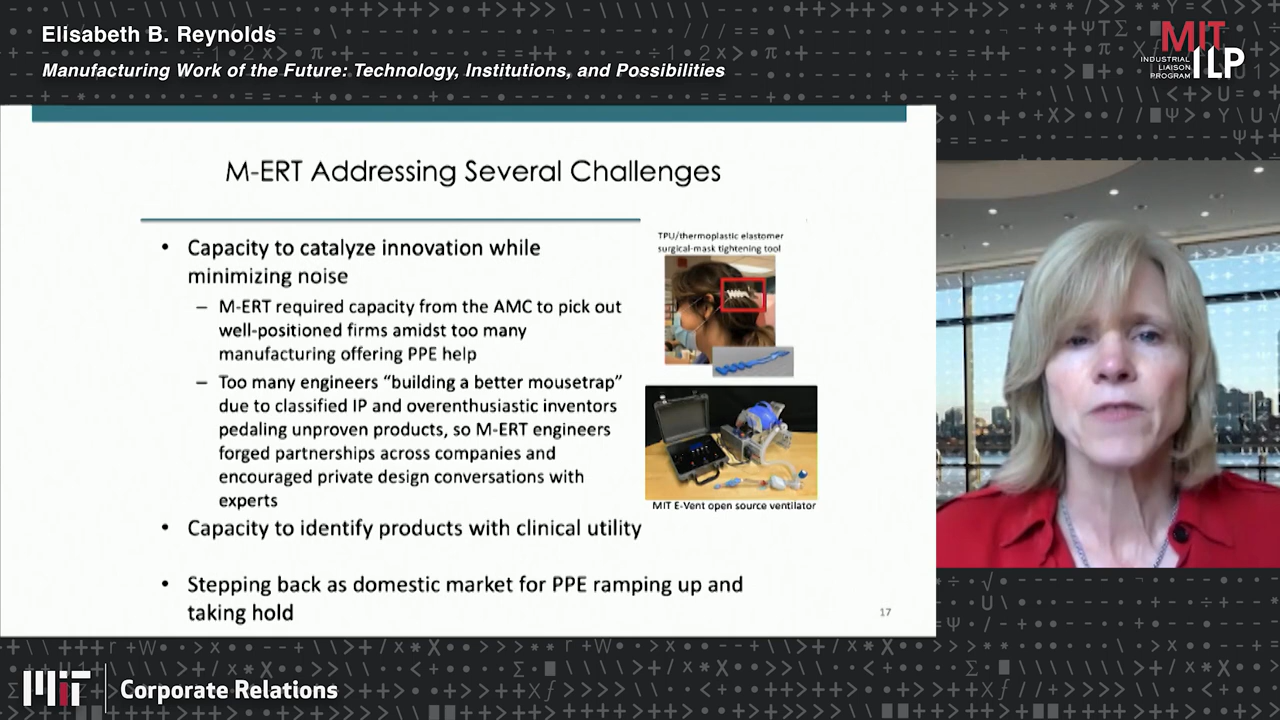 Elisabeth B. Reynolds
Manufacturing Work of the Future: Technology, Institutions, and Possibilities
MIT
INDUSTRIAL
LIAISON
PROGRAM
ILP
M-ERT Addressing Several Challenges
• Capacity to catalyze innovation while
minimizing noise
– M-ERT required capacity from the AMC to pick out
well-positioned firms amidst too many
manufacturing offering PPE help
– Too many engineers “building a better mousetrap”
due to classified IP and overenthusiastic inventors
pedaling unproven products, so M-ERT engineers
forged partnerships across companies and
encouraged private design conversations with
experts
• Capacity to identify products with clinical utility
• Stepping back as domestic market for PPE ramping up and
taking hold
TPU/thermoplastic elastomer
surgical-mask tightening tool
MIT E-Vent open source ventilator
17
MIT
Corporate Relations